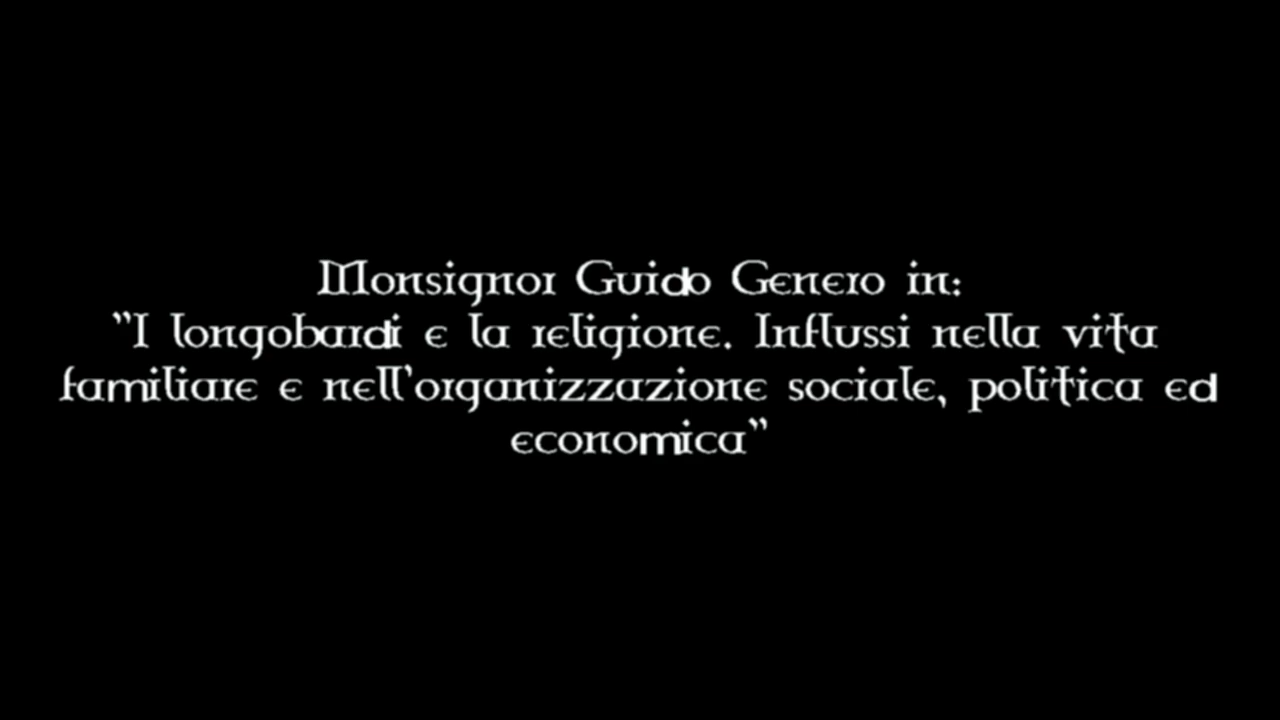 Monsignor Guido Genero in:
"I longobardi e la religione. Influssi nella vita
familiare e nell'organizzazione sociale, politica ed
economica"